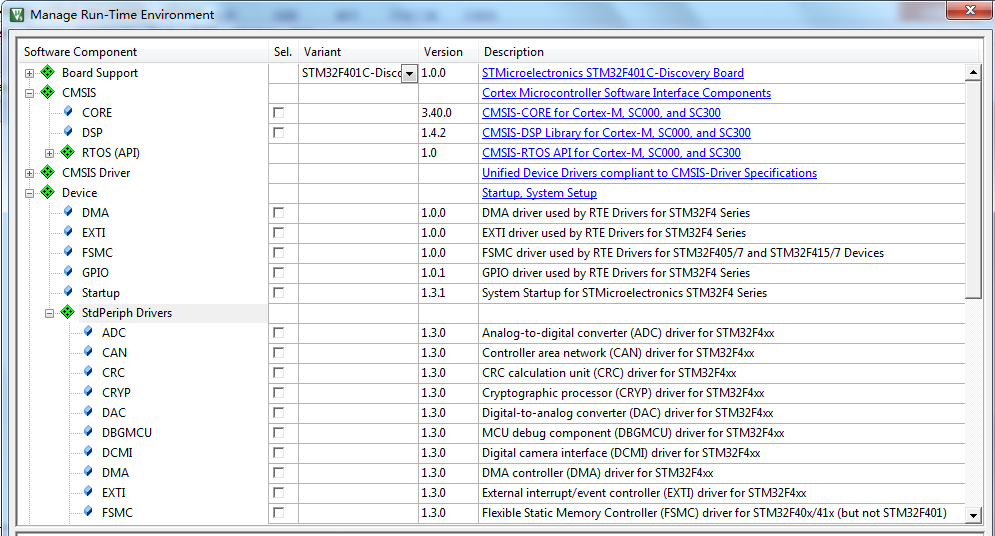 Manage Run-Time Environment
Software Component Sel. Variant Version Description
Board Support STM32F401C-Disco 1.0.0 STMicroelectronics STM32F401C-Discovery Board
CMSIS Cortex Microcontroller Software Interface Components
CORE 3.40.0 CMSIS-CORE for Cortex-M, SC000, and SC300
DSP 1.4.2 CMSIS-DSP Library for Cortex-M, SC000, and SC300
RTOS (API) 1.0 CMSIS-RTOS API for Cortex-M, SC000, and SC300
CMSIS Driver Unified Device Drivers compliant to CMSIS-Driver Specifications
Device Startup, System Setup
DMA 1.0.0 DMA driver used by RTE Drivers for STM32F4 Series
EXTI 1.0.0 EXTI driver used by RTE Drivers for STM32F4 Series
FSMC 1.0.0 FSMC driver used by RTE Drivers for STM32F405/7 and STM32F415/7 Devices
GPIO 1.0.1 GPIO driver used by RTE Drivers for STM32F4 Series
Startup 1.3.1 System Startup for STMicroelectronics STM32F4 Series
StdPeriph Drivers
ADC 1.3.0 Analog-to-digital converter (ADC) driver for STM32F4xx
CAN 1.3.0 Controller area network (CAN) driver for STM32F4xx
CRC 1.3.0 CRC calculation unit (CRC) driver for STM32F4xx
CRYP 1.3.0 Cryptographic processor (CRYP) driver for STM32F4xx
DAC 1.3.0 Digital-to-analog converter (DAC) driver for STM32F4xx
DBGMCU 1.3.0 MCU debug component (DBGMCU) driver for STM32F4xx
DCMI 1.3.0 Digital camera interface (DCMI) driver for STM32F4xx
DMA 1.3.0 DMA controller (DMA) driver for STM32F4xx
EXTI 1.3.0 External interrupt/event controller (EXTI) driver for STM32F4xx
FSMC 1.3.0 Flexible Static Memory Controller (FSMC) driver for STM32F40x/41x (but not STM32F401)